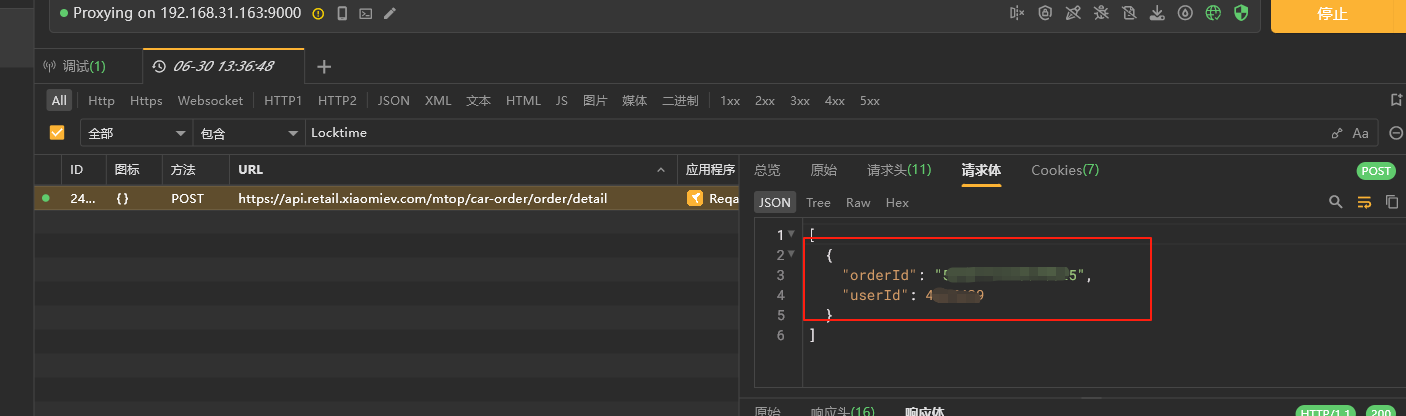 Proxying on 192.168.31.163:9000
停止
调试(1) 06-30 13:36:48
All Http Https Websocket HTTP1 HTTP2 JSON XML 文本 HTML JS 图片 媒体 二进制 1xx 2xx 3xx 4xx 5xx
全部 包含 Locktime Aa
ID 图标 方法 URL 应用程序
24... {} POST https://api.retail.xiaomiev.com/mtop/car-order/order/detail Reqa
总览 原始 请求头(11) 请求体 Cookies(7) POST
JSON Tree Raw Hex
1 [
2 {
3 "orderId": "5 5",
4 "userId": 4 9
5 }
6 ]
原始 响应头(16) 响应体 HTTP/1.1 200